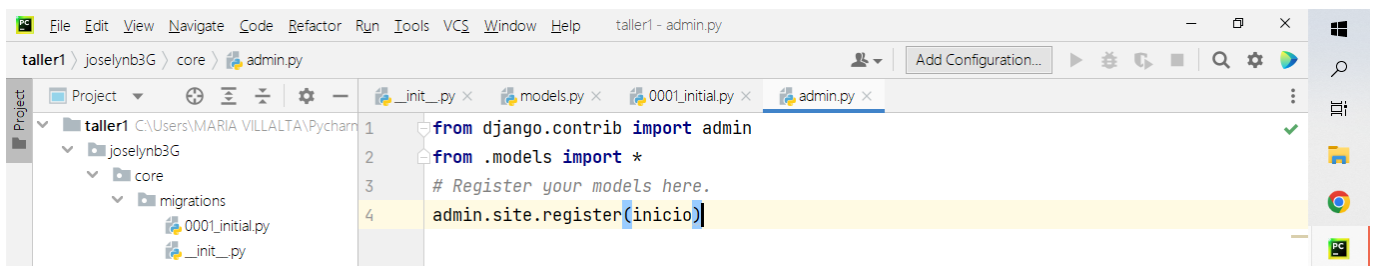 File Edit View Navigate Code Refactor Run Tools VCS Window Help taller1 - admin.py
taller1 joselynb3G core admin.py Add Configuration...
Project Project __init__.py models.py 0001_initial.py admin.py
taller1 C:\Users\MARIA VILLALTA\Pycharm
joselynb3G
core
migrations
0001_initial.py
__init__.py
1 from django.contrib import admin
2 from .models import *
3 # Register your models here.
4 admin.site.register(inicio)